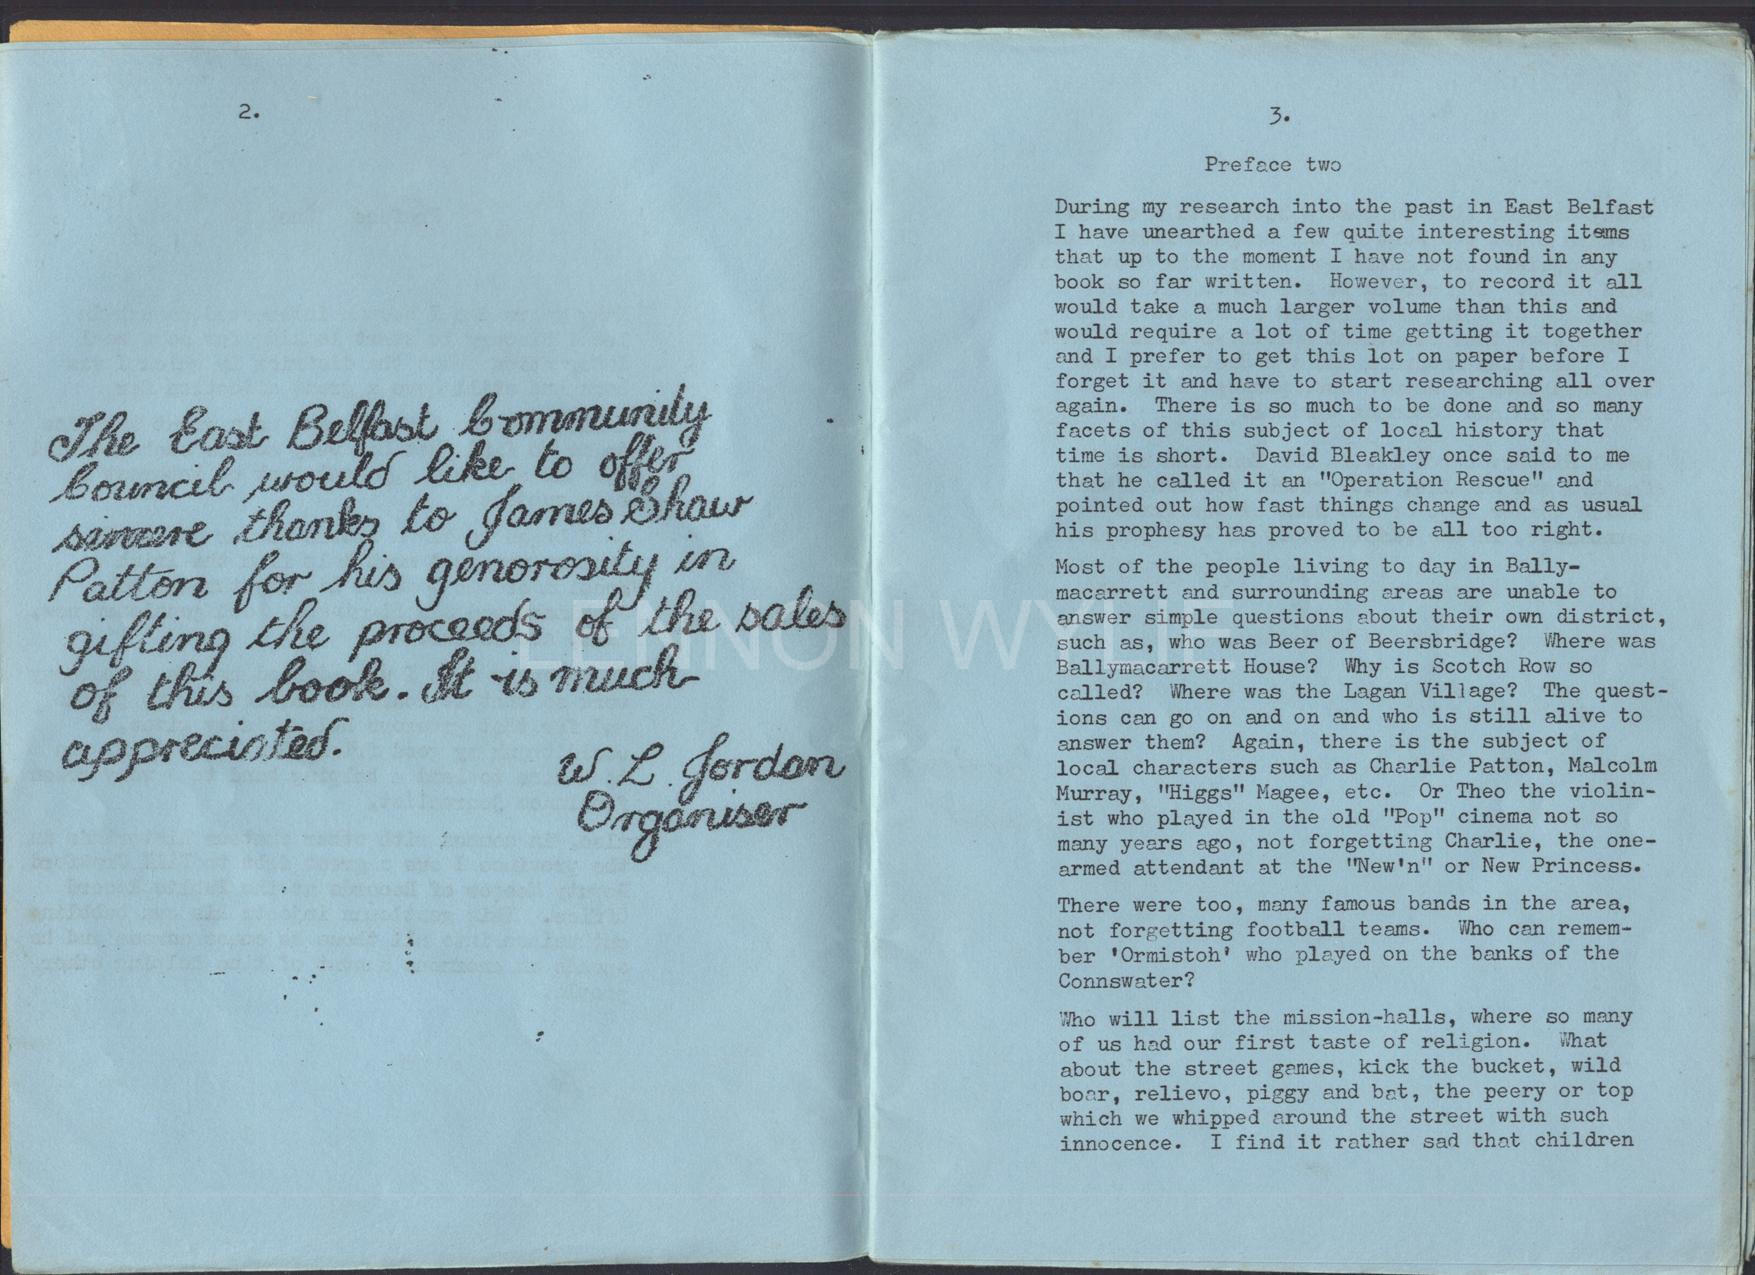 2.
The East Belfast Community
Council would like to offer
sincere thanks to James Shaw
Patton for his genorosity in
gifting the proceeds of the sales
of this book. It is much
appreciated.
W. L. Jordan
Organiser
3.
Preface two
During my research into the past in East Belfast
I have unearthed a few quite interesting items
that up to the moment I have not found in any
book so far written. However, to record it all
would take a much larger volume than this and
would require a lot of time getting it together
and I prefer to get this lot on paper before I
forget it and have to start researching all over
again. There is so much to be done and so many
facets of this subject of local history that
time is short. David Bleakley once said to me
that he called it an "Operation Rescue" and
pointed out how fast things change and as usual
his prophesy has proved to be all too right.
Most of the people living to day in Bally-
macarrett and surrounding areas are unable to
answer simple questions about their own district,
such as, who was Beer of Beersbridge? Where was
Ballymacarrett House? Why is Scotch Row so
called? Where was the Lagan Village? The quest-
ions can go on and on and who is still alive to
answer them? Again, there is the subject of
local characters such as Charlie Patton, Malcolm
Murray, "Higgs" Magee, etc. Or Theo the violin-
ist who played in the old "Pop" cinema not so
many years ago, not forgetting Charlie, the one-
armed attendant at the "New'n" or New Princess.
There were too, many famous bands in the area,
not forgetting football teams. Who can remem-
ber 'Ormistoh' who played on the banks of the
Connswater?
Who will list the mission-halls, where so many
of us had our first taste of religion. What
about the street games, kick the bucket, wild
boar, relievo, piggy and bat, the peery or top
which we whipped around the street with such
innocence. I find it rather sad that children
LENNON WYLIE